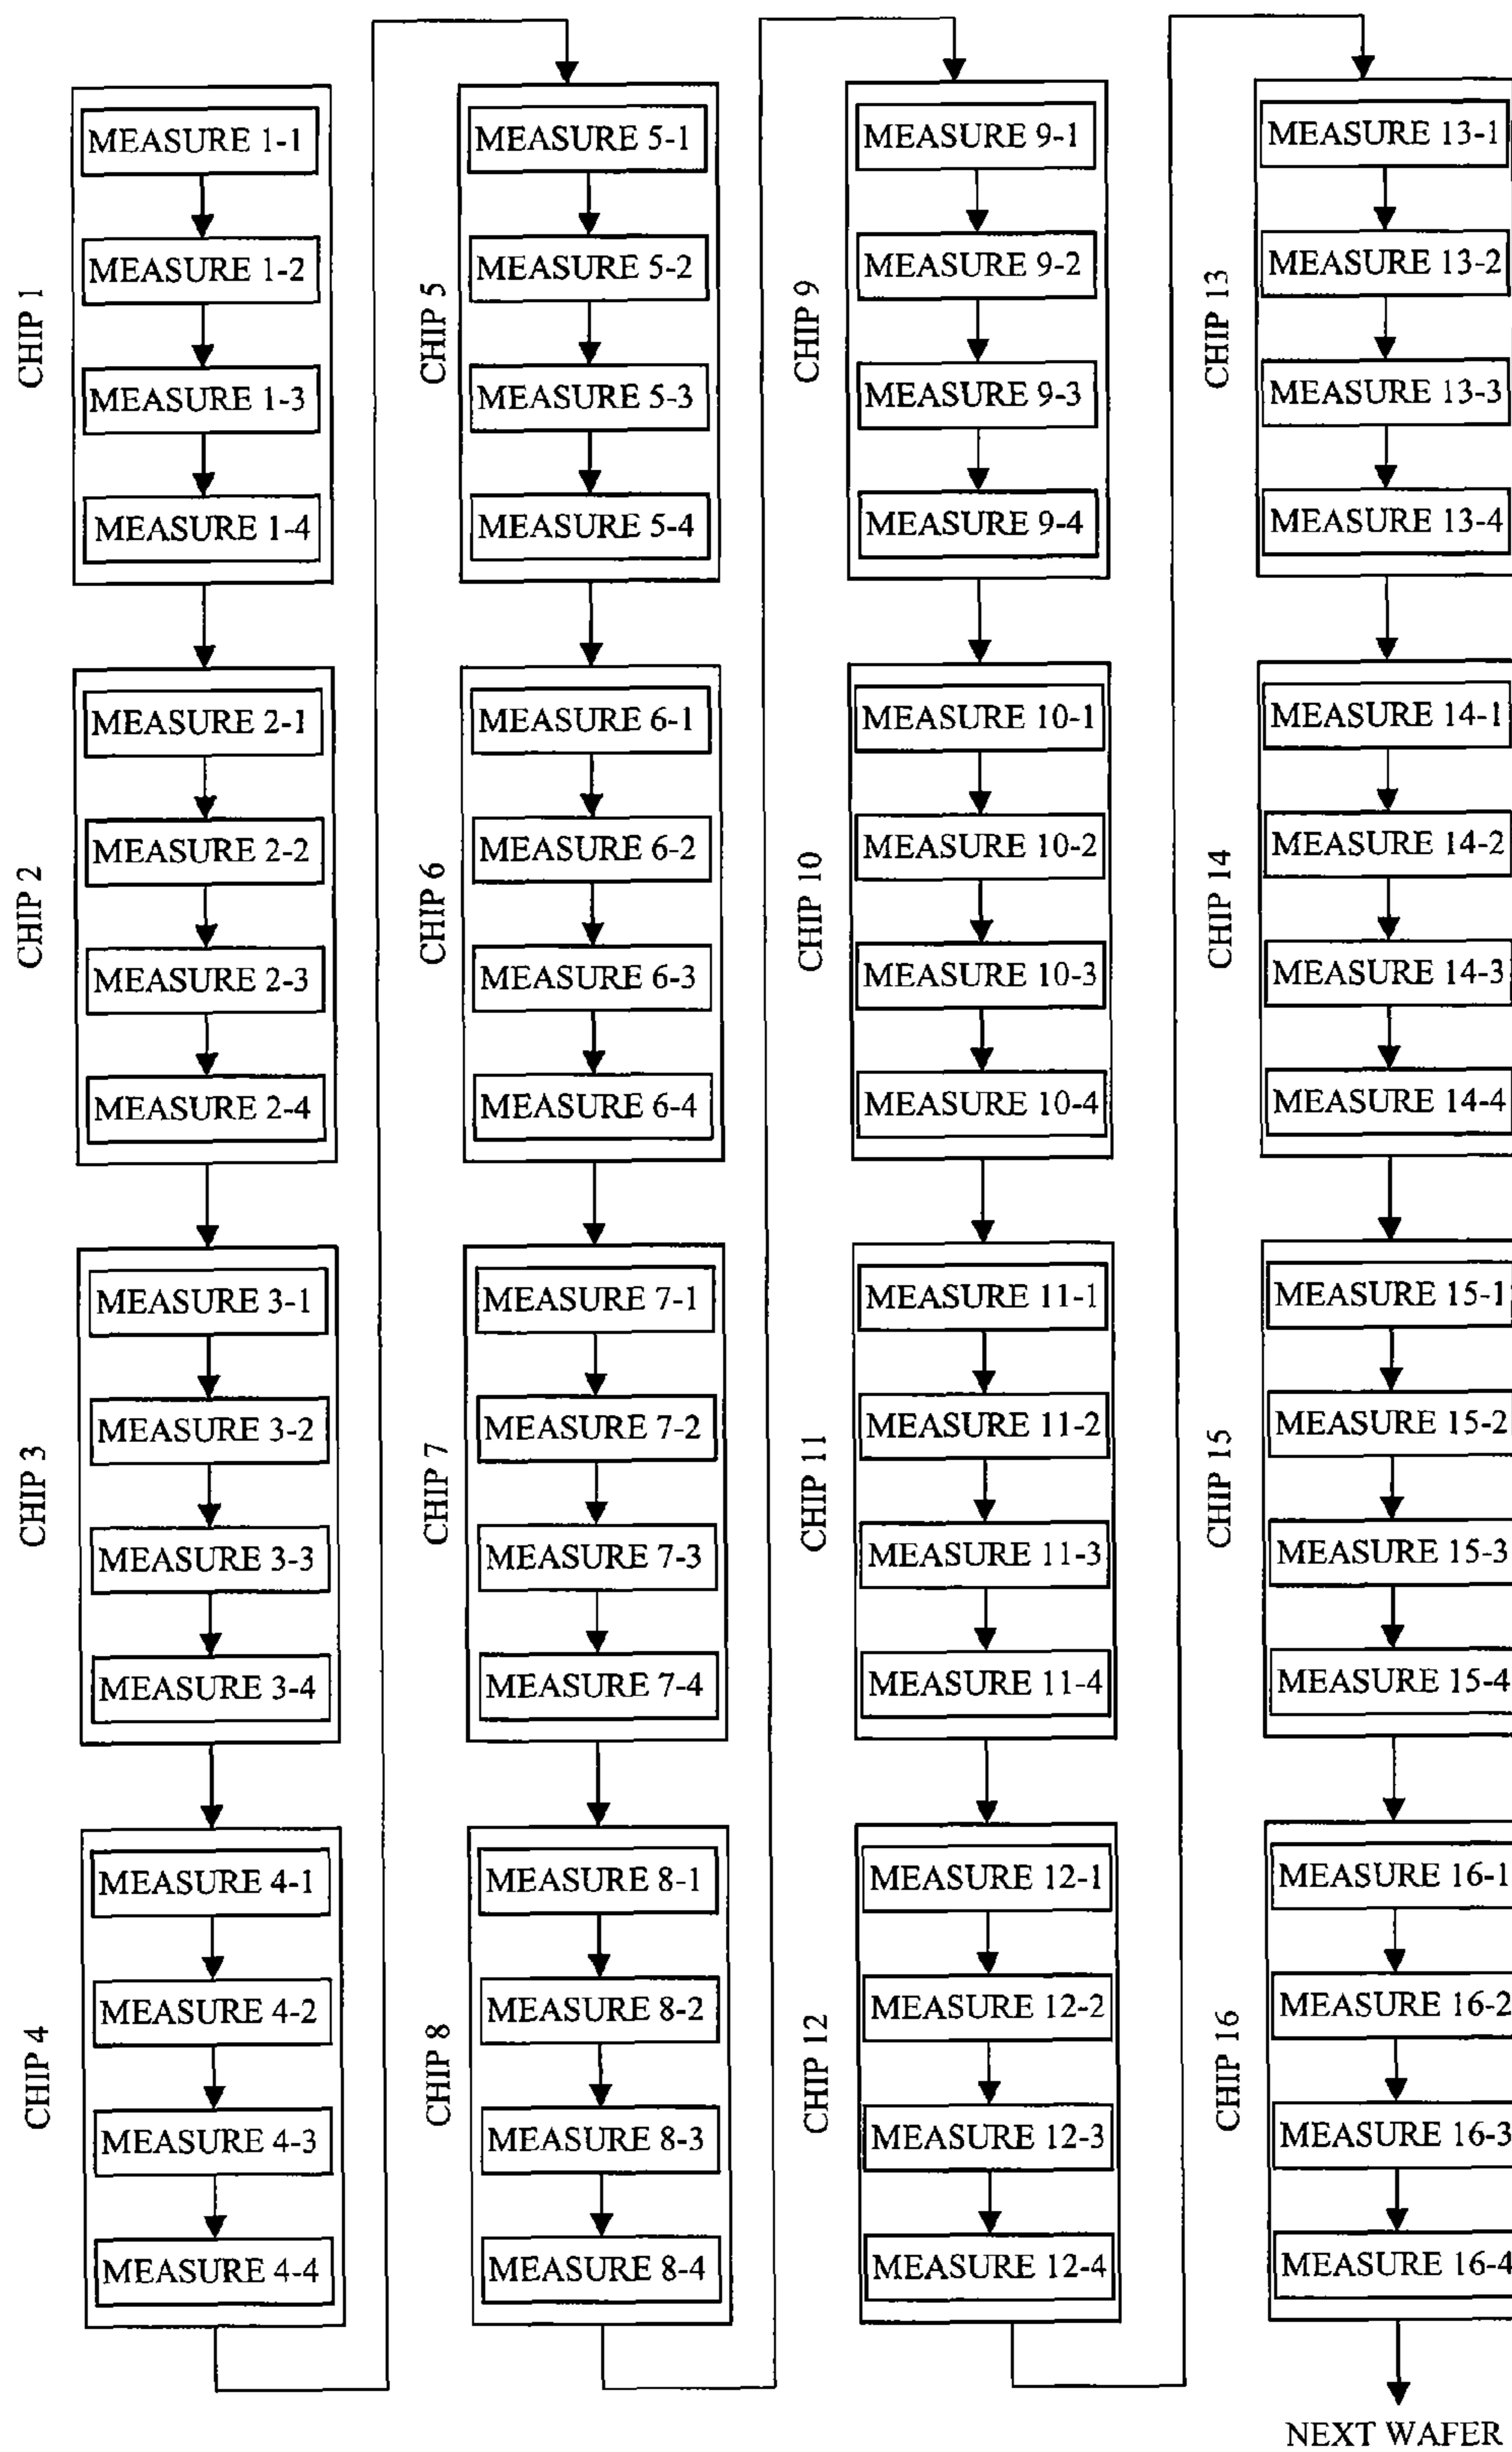 CHIP 1
MEASURE 1-1
MEASURE 1-2
MEASURE 1-3
MEASURE 1-4
CHIP 2
MEASURE 2-1
MEASURE 2-2
MEASURE 2-3
MEASURE 2-4
CHIP 3
MEASURE 3-1
MEASURE 3-2
MEASURE 3-3
MEASURE 3-4
CHIP 4
MEASURE 4-1
MEASURE 4-2
MEASURE 4-3
MEASURE 4-4
CHIP 5
MEASURE 5-1
MEASURE 5-2
MEASURE 5-3
MEASURE 5-4
CHIP 6
MEASURE 6-1
MEASURE 6-2
MEASURE 6-3
MEASURE 6-4
CHIP 7
MEASURE 7-1
MEASURE 7-2
MEASURE 7-3
MEASURE 7-4
CHIP 8
MEASURE 8-1
MEASURE 8-2
MEASURE 8-3
MEASURE 8-4
CHIP 9
MEASURE 9-1
MEASURE 9-2
MEASURE 9-3
MEASURE 9-4
CHIP 10
MEASURE 10-1
MEASURE 10-2
MEASURE 10-3
MEASURE 10-4
CHIP 11
MEASURE 11-1
MEASURE 11-2
MEASURE 11-3
MEASURE 11-4
CHIP 12
MEASURE 12-1
MEASURE 12-2
MEASURE 12-3
MEASURE 12-4
CHIP 13
MEASURE 13-1
MEASURE 13-2
MEASURE 13-3
MEASURE 13-4
CHIP 14
MEASURE 14-1
MEASURE 14-2
MEASURE 14-3
MEASURE 14-4
CHIP 15
MEASURE 15-1
MEASURE 15-2
MEASURE 15-3
MEASURE 15-4
CHIP 16
MEASURE 16-1
MEASURE 16-2
MEASURE 16-3
MEASURE 16-4
NEXT WAFER